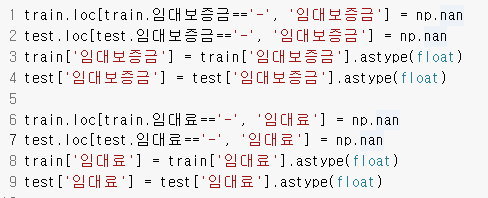 1 train.loc[train.임대보증금=='-', '임대보증금'] = np.nan
2 test.loc[test.임대보증금=='-', '임대보증금'] = np.nan
3 train['임대보증금'] = train['임대보증금'].astype(float)
4 test['임대보증금'] = test['임대보증금'].astype(float)
5
6 train.loc[train.임대료=='-', '임대료'] = np.nan
7 test.loc[test.임대료=='-', '임대료'] = np.nan
8 train['임대료'] = train['임대료'].astype(float)
9 test['임대료'] = test['임대료'].astype(float)